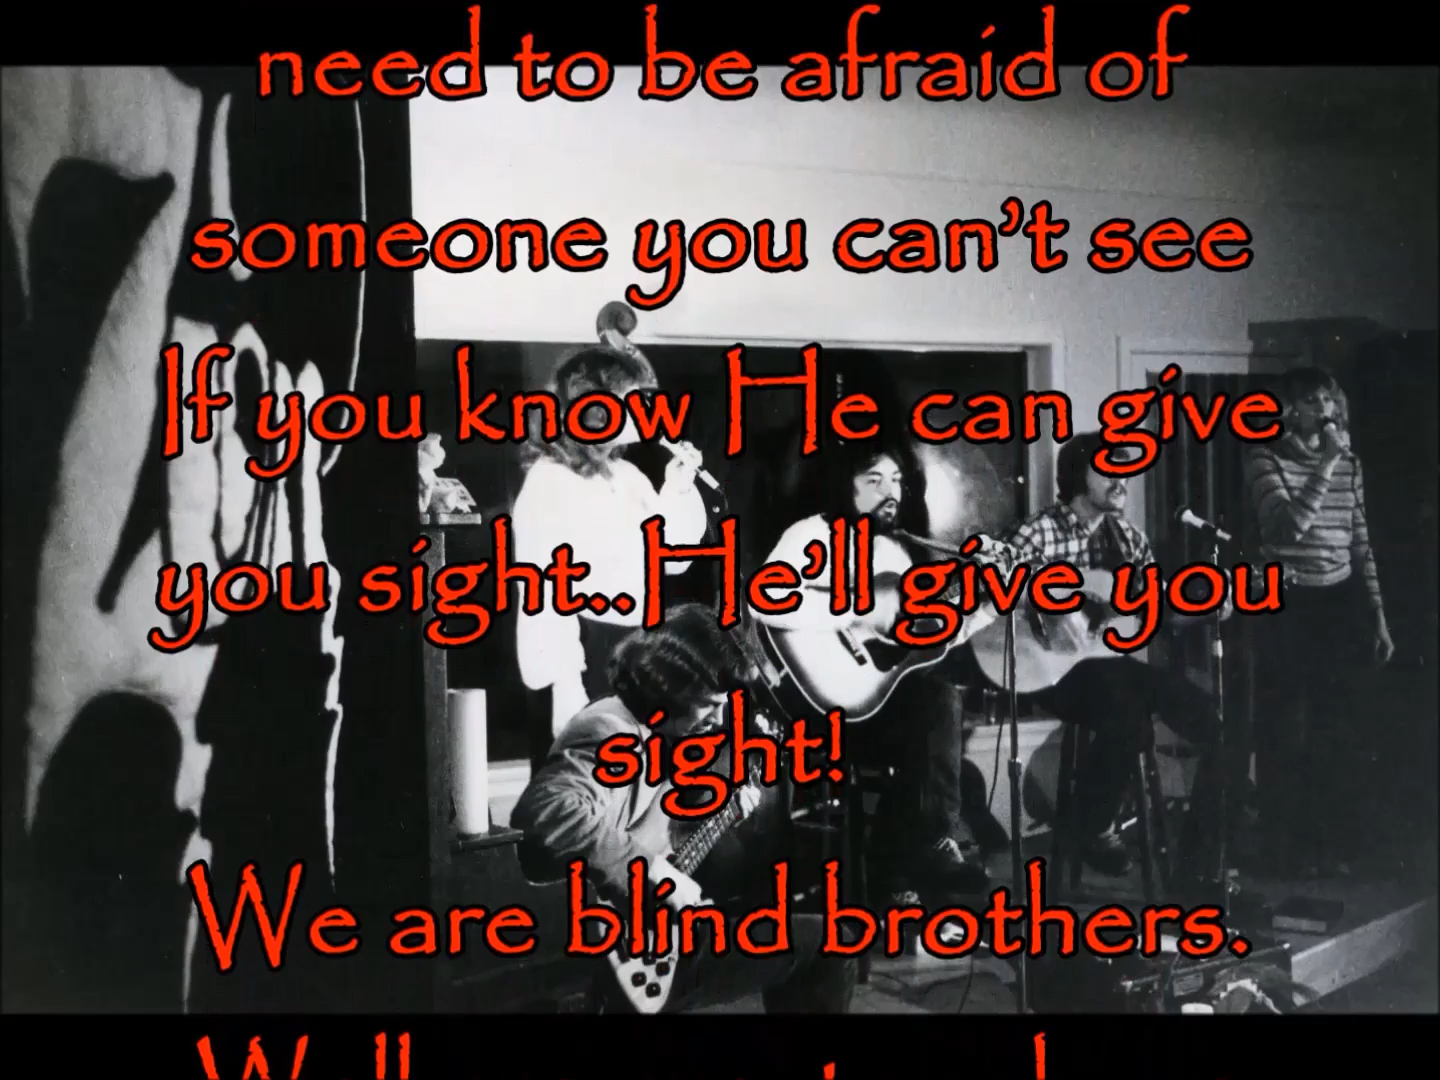 need to be afraid of
someone you can't see
If you know He can give
you sight..He'll give you
sight!
We are blind brothers.